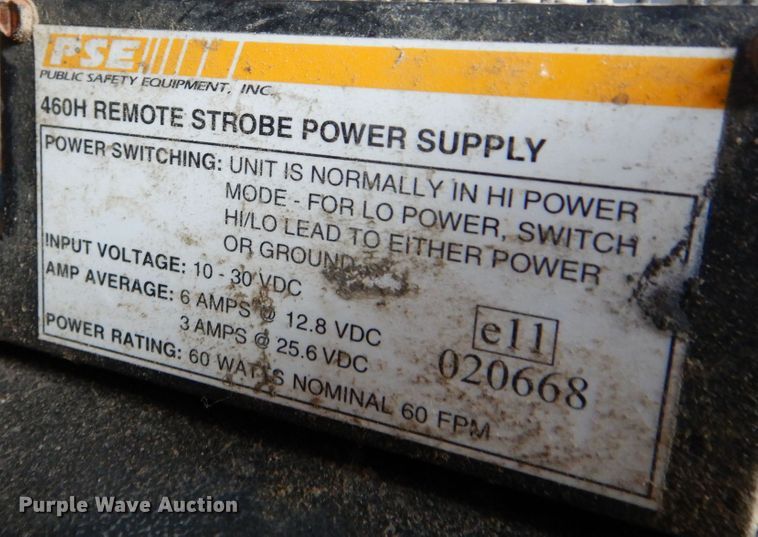 PSE
PUBLIC SAFETY EQUIPMENT, INC.
460H REMOTE STROBE POWER SUPPLY
POWER SWITCHING: UNIT IS NORMALLY IN HI POWER
MODE - FOR LO POWER, SWITCH
HI/LO LEAD TO EITHER POWER
OR GROUND
INPUT VOLTAGE: 10 - 30 VDC
AMP AVERAGE: 6 AMPS @ 12.8 VDC
3 AMPS @ 25.6 VDC
POWER RATING: 60 WATTS NOMINAL 60 FPM
e11
020668
Purple Wave Auction